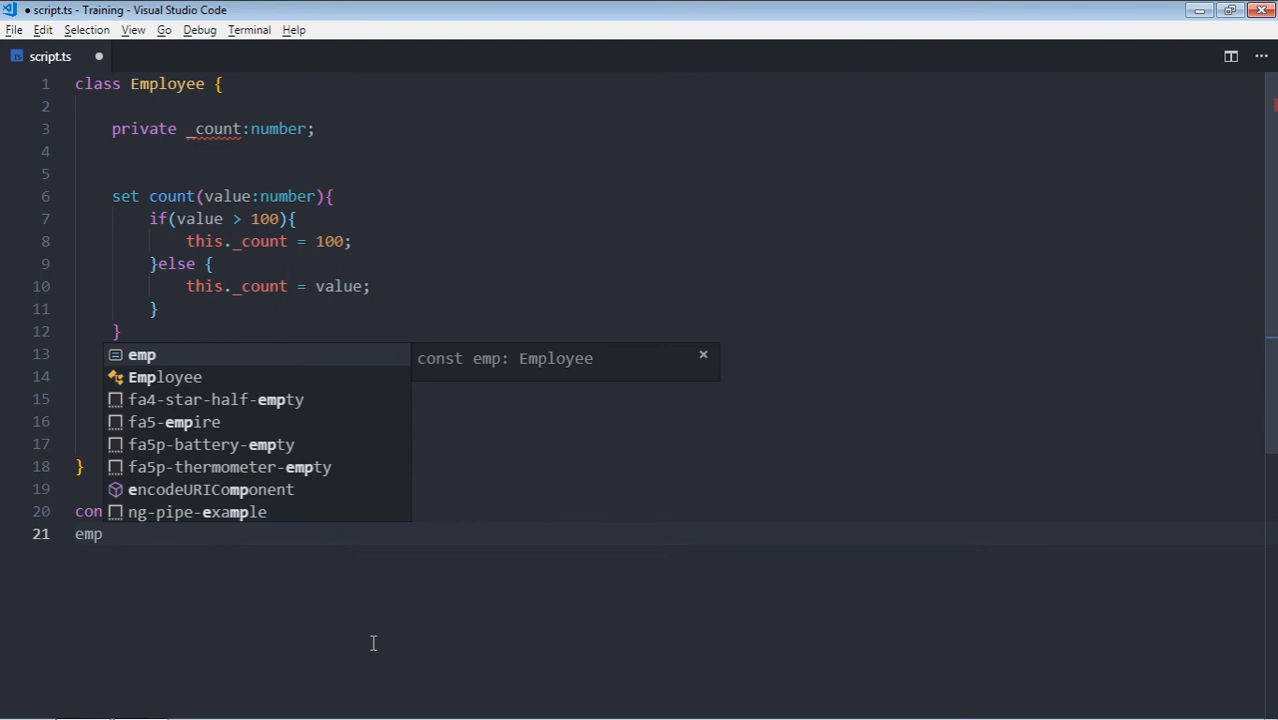 ● script.ts - Training - Visual Studio Code
File Edit Selection View Go Debug Terminal Help
TS script.ts ●
1 class Employee {
2
3 private _count:number;
4
5
6 set count(value:number){
7 if(value > 100){
8 this._count = 100;
9 }else {
10 this._count = value;
11 }
12 }
13 emp const emp: Employee ×
14 Employee
15 fa4-star-half-empty
16 fa5-empire
17 fa5p-battery-empty
18 } fa5p-thermometer-empty
19 encodeURIComponent
20 con ng-pipe-example
21 emp